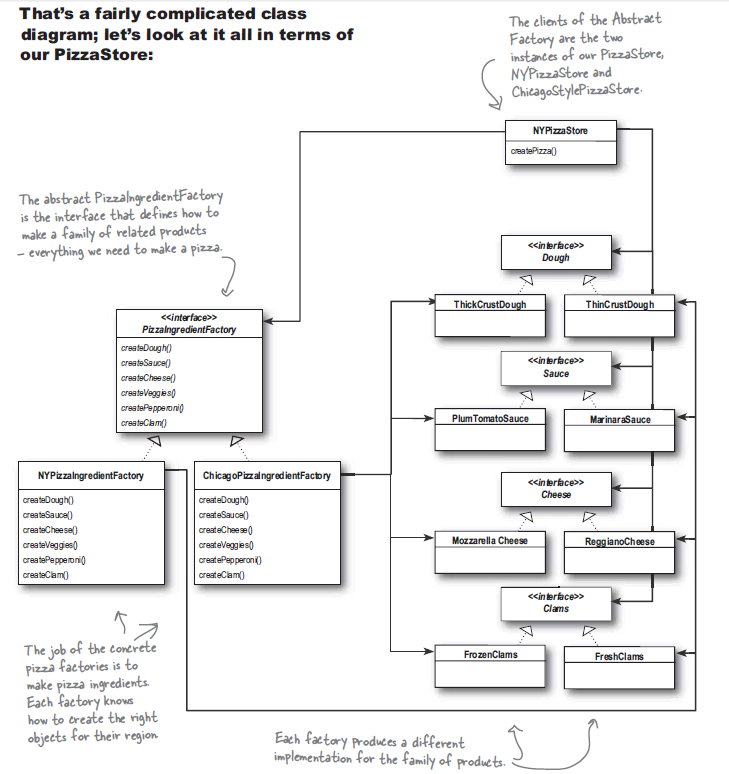 That's a fairly complicated class
diagram; let's look at it all in terms of
our PizzaStore:
The clients of the Abstract
Factory are the two
instances of our PizzaStore,
NYPizzaStore and
ChicagoStylePizzaStore.
NYPizzaStore
createPizza()
The abstract PizzaIngredientFactory
is the interface that defines how to
make a family of related products
– everything we need to make a pizza.
<<interface>>
Dough
ThickCrustDough
ThinCrustDough
<<interface>>
PizzaIngredientFactory
createDough()
createSauce()
createCheese()
createVeggies()
createPepperoni()
createClam()
<<interface>>
Sauce
PlumTomatoSauce
MarinaraSauce
NYPizzaIngredientFactory
createDough()
createSauce()
createCheese()
createVeggies()
createPepperoni()
createClam()
ChicagoPizzaIngredientFactory
createDough()
createSauce()
createCheese()
createVeggies()
createPepperoni()
createClam()
<<interface>>
Cheese
Mozzarella Cheese
ReggianoCheese
<<interface>>
Clams
FrozenClams
FreshClams
The job of the concrete
pizza factories is to
make pizza ingredients.
Each factory knows
how to create the right
objects for their region
Each factory produces a different
implementation for the family of products.